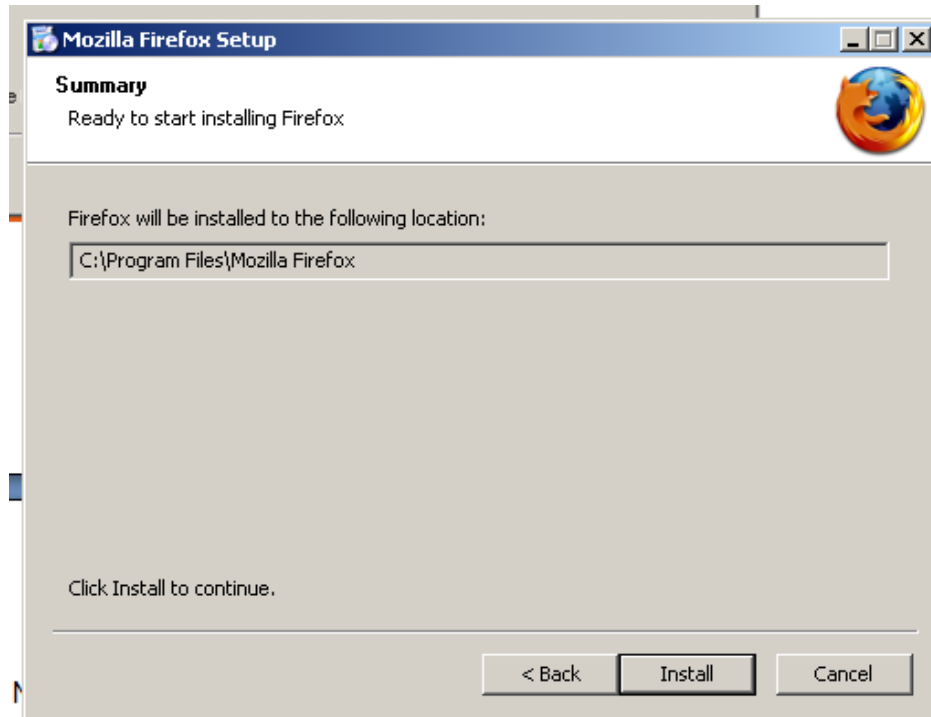 Mozilla Firefox Setup
Summary
Ready to start installing Firefox
Firefox will be installed to the following location:
C:\Program Files\Mozilla Firefox
Click Install to continue.
< Back Install Cancel